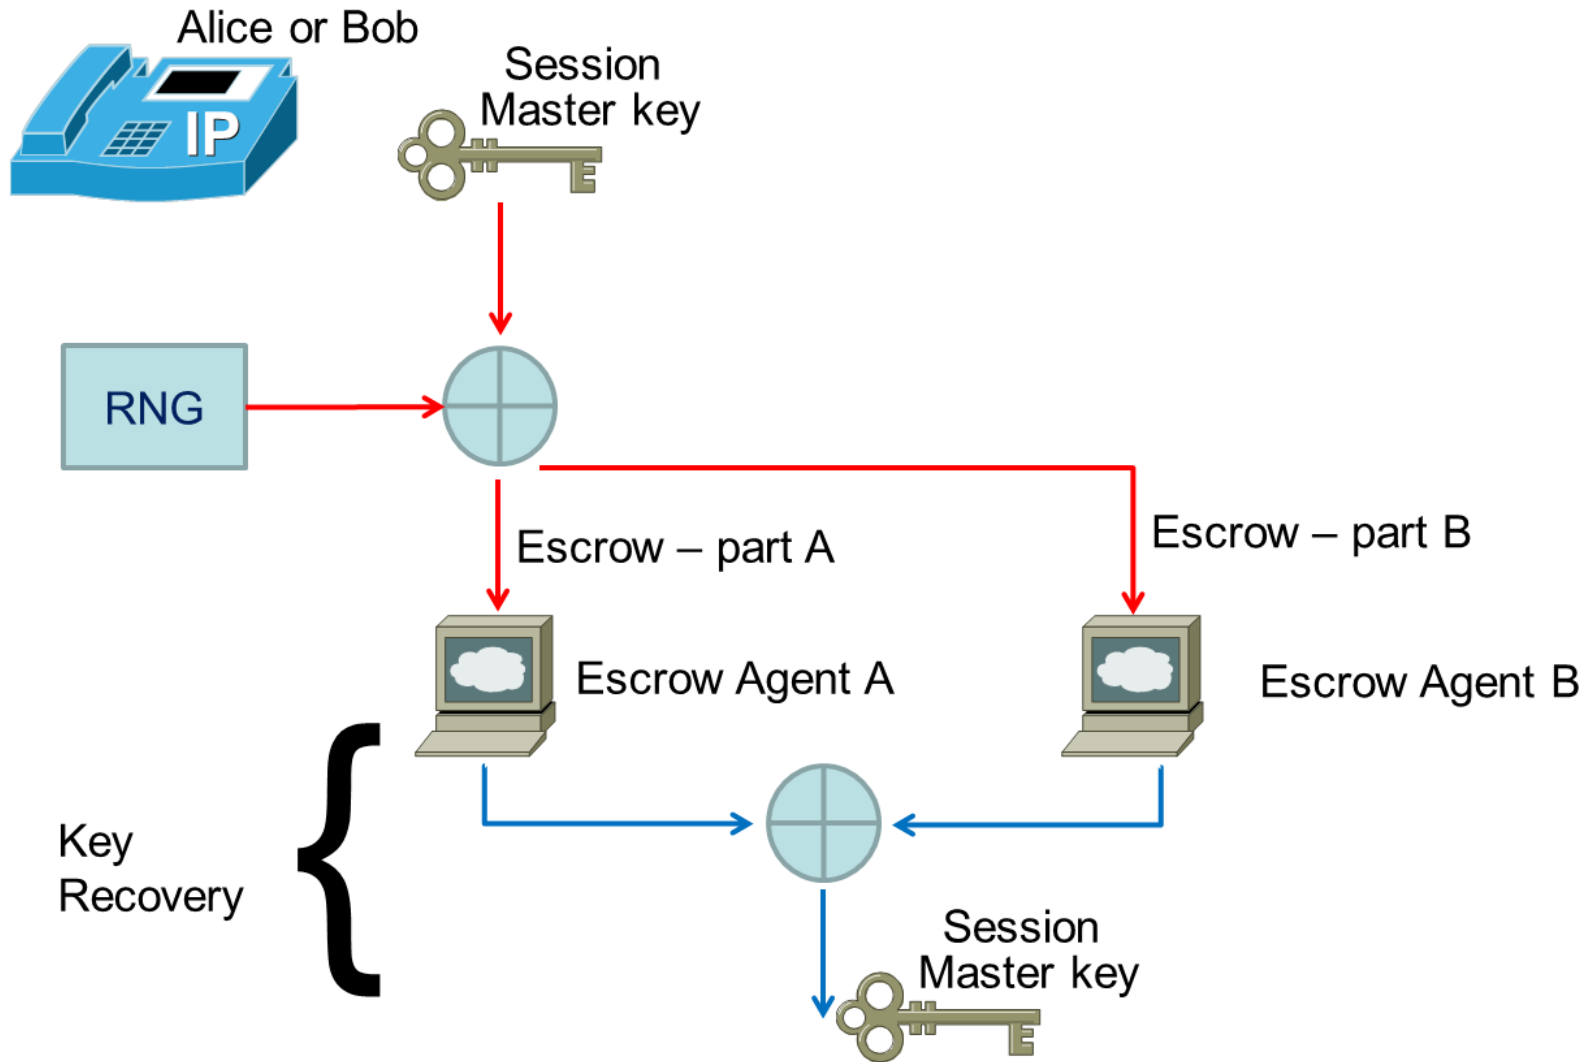 Alice or Bob
Session
Master key
IP
RNG
Escrow – part A
Escrow – part B
Escrow Agent A
Escrow Agent B
Key
Recovery
Session
Master key